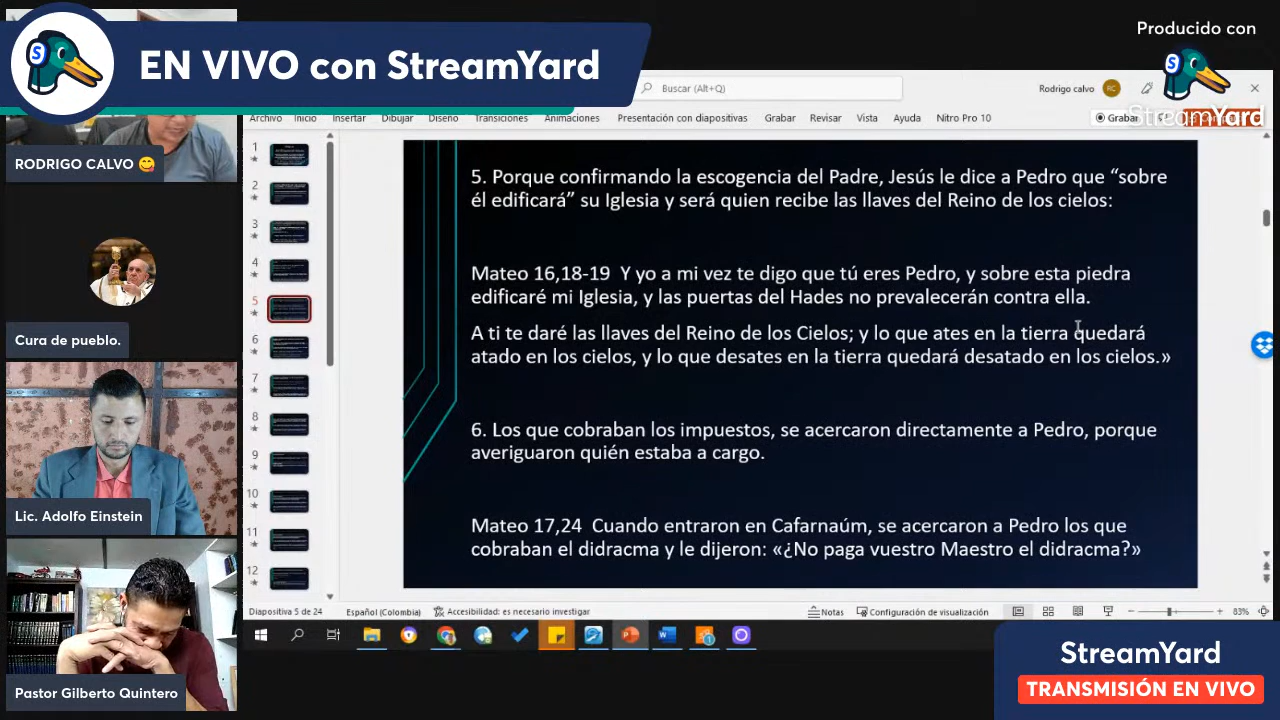 S
EN VIVO con StreamYard
Producido con
S
StreamYard
Buscar (Alt+Q)
Rodrigo calvo
RC
Archivo
Inicio
Insertar
Dibujar
Diseño
Transiciones
Animaciones
Presentación con diapositivas
Grabar
Revisar
Vista
Ayuda
Nitro Pro 10
Grabar
RODRIGO CALVO 😋
Cura de pueblo.
Lic. Adolfo Einstein
Pastor Gilberto Quintero
1
2
3
4
5
6
7
8
9
10
11
12
5. Porque confirmando la escogencia del Padre, Jesús le dice a Pedro que “sobre
él edificará” su Iglesia y será quien recibe las llaves del Reino de los cielos:
Mateo 16,18-19 Y yo a mi vez te digo que tú eres Pedro, y sobre esta piedra
edificaré mi Iglesia, y las puertas del Hades no prevalecerán contra ella.
A ti te daré las llaves del Reino de los Cielos; y lo que ates en la tierra quedará
atado en los cielos, y lo que desates en la tierra quedará desatado en los cielos.»
6. Los que cobraban los impuestos, se acercaron directamente a Pedro, porque
averiguaron quién estaba a cargo.
Mateo 17,24 Cuando entraron en Cafarnaúm, se acercaron a Pedro los que
cobraban el didracma y le dijeron: «¿No paga vuestro Maestro el didracma?»
Diapositiva 5 de 24
Español (Colombia)
Accesibilidad: es necesario investigar
Notas
Configuración de visualización
83%
StreamYard
TRANSMISIÓN EN VIVO